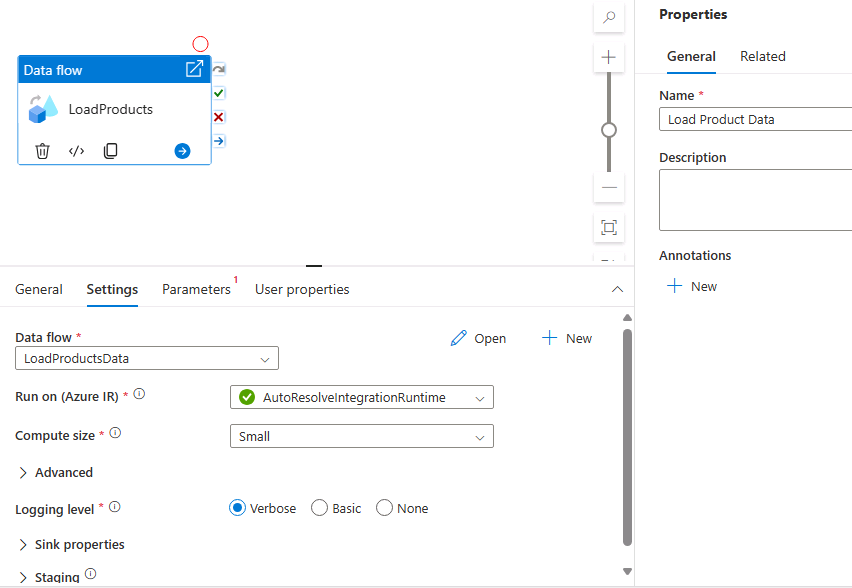 Data flow
LoadProducts
Properties
General Related
Name *
Load Product Data
Description
Annotations
New
General Settings Parameters 1 User properties
Data flow *
LoadProductsData
Open New
Run on (Azure IR) * AutoResolveIntegrationRuntime
Compute size * Small
Advanced
Logging level * Verbose Basic None
Sink properties
Staging